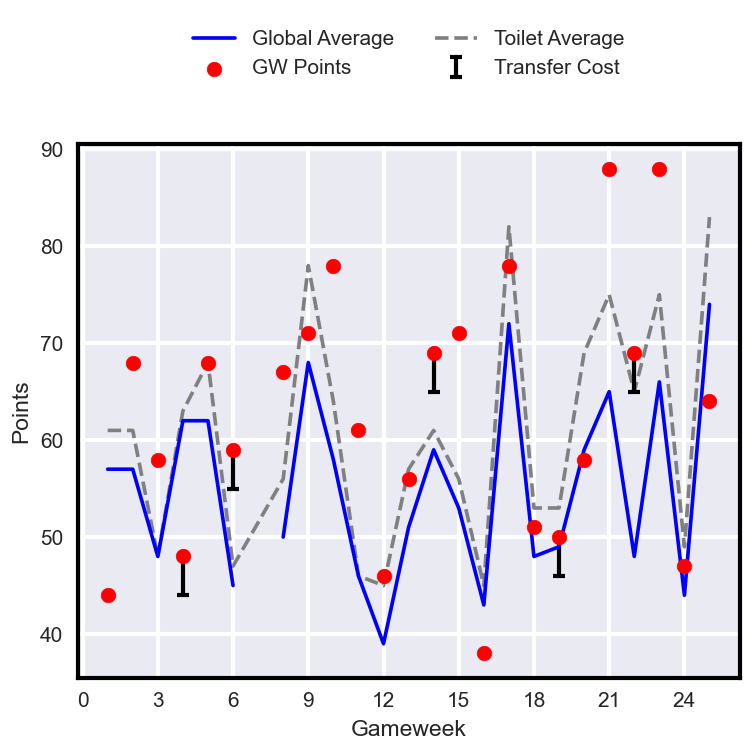 Global Average
Toilet Average
GW Points
Transfer Cost
90
80
70
60
50
40
Points
0 3 6 9 12 15 18 21 24
Gameweek